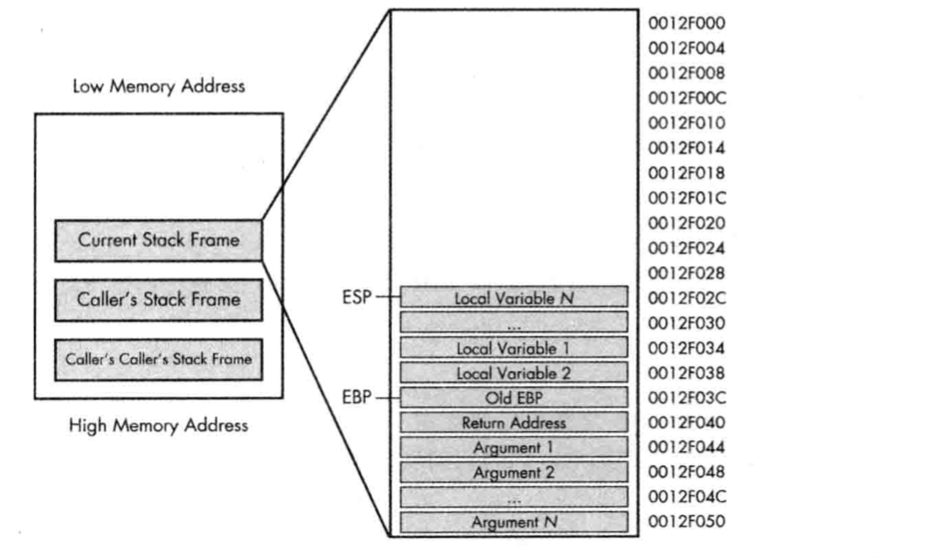 Low Memory Address
Current Stack Frame
Caller's Stack Frame
Caller's Caller's Stack Frame
High Memory Address
0012F000
0012F004
0012F008
0012F00C
0012F010
0012F014
0012F018
0012F01C
0012F020
0012F024
0012F028
ESP Local Variable N 0012F02C
... 0012F030
Local Variable 1 0012F034
Local Variable 2 0012F038
EBP Old EBP 0012F03C
Return Address 0012F040
Argument 1 0012F044
Argument 2 0012F048
... 0012F04C
Argument N 0012F050